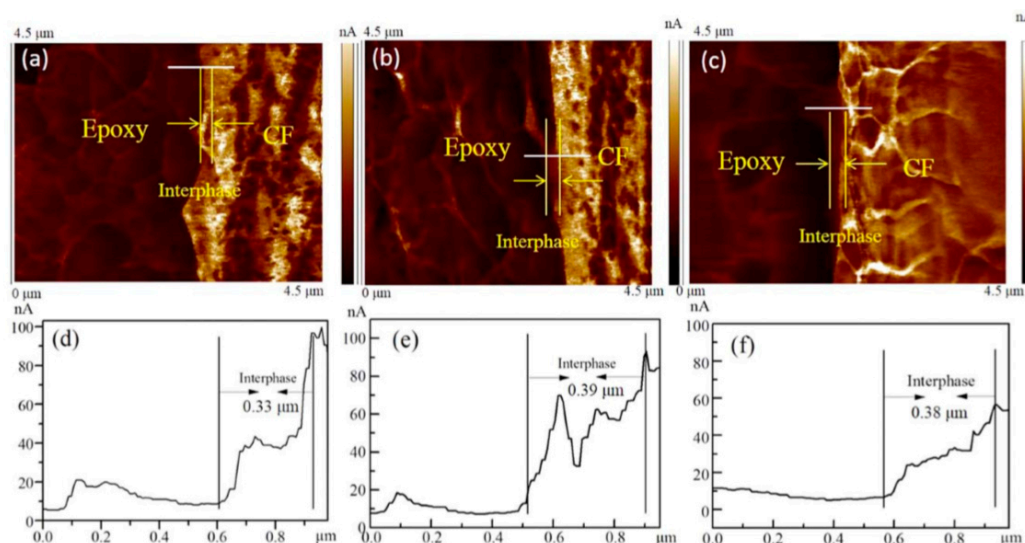 4.5 μm
nA
(a)
Epoxy
CF
Interphase
0 μm
4.5 μm
4.5 μm
nA
(b)
Epoxy
CF
Interphase
0 μm
4.5 μm
4.5 μm
nA
(c)
Epoxy
CF
Interphase
0 μm
4.5 μm
nA
100
80
60
40
20
0
(d)
Interphase
0.33 μm
0.0 0.2 0.4 0.6 0.8 μm
nA
100
80
60
40
20
0
(e)
Interphase
0.39 μm
0.0 0.2 0.4 0.6 0.8 μm
nA
100
80
60
40
20
0
(f)
Interphase
0.38 μm
0.0 0.2 0.4 0.6 0.8 μm